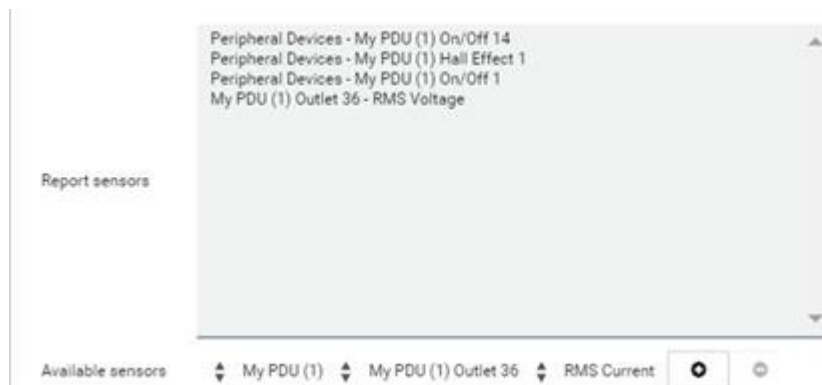 Peripheral Devices - My PDU (1) On/Off 14
Peripheral Devices - My PDU (1) Hall Effect 1
Peripheral Devices - My PDU (1) On/Off 1
My PDU (1) Outlet 36 - RMS Voltage
Report sensors
Available sensors My PDU (1) My PDU (1) Outlet 36 RMS Current